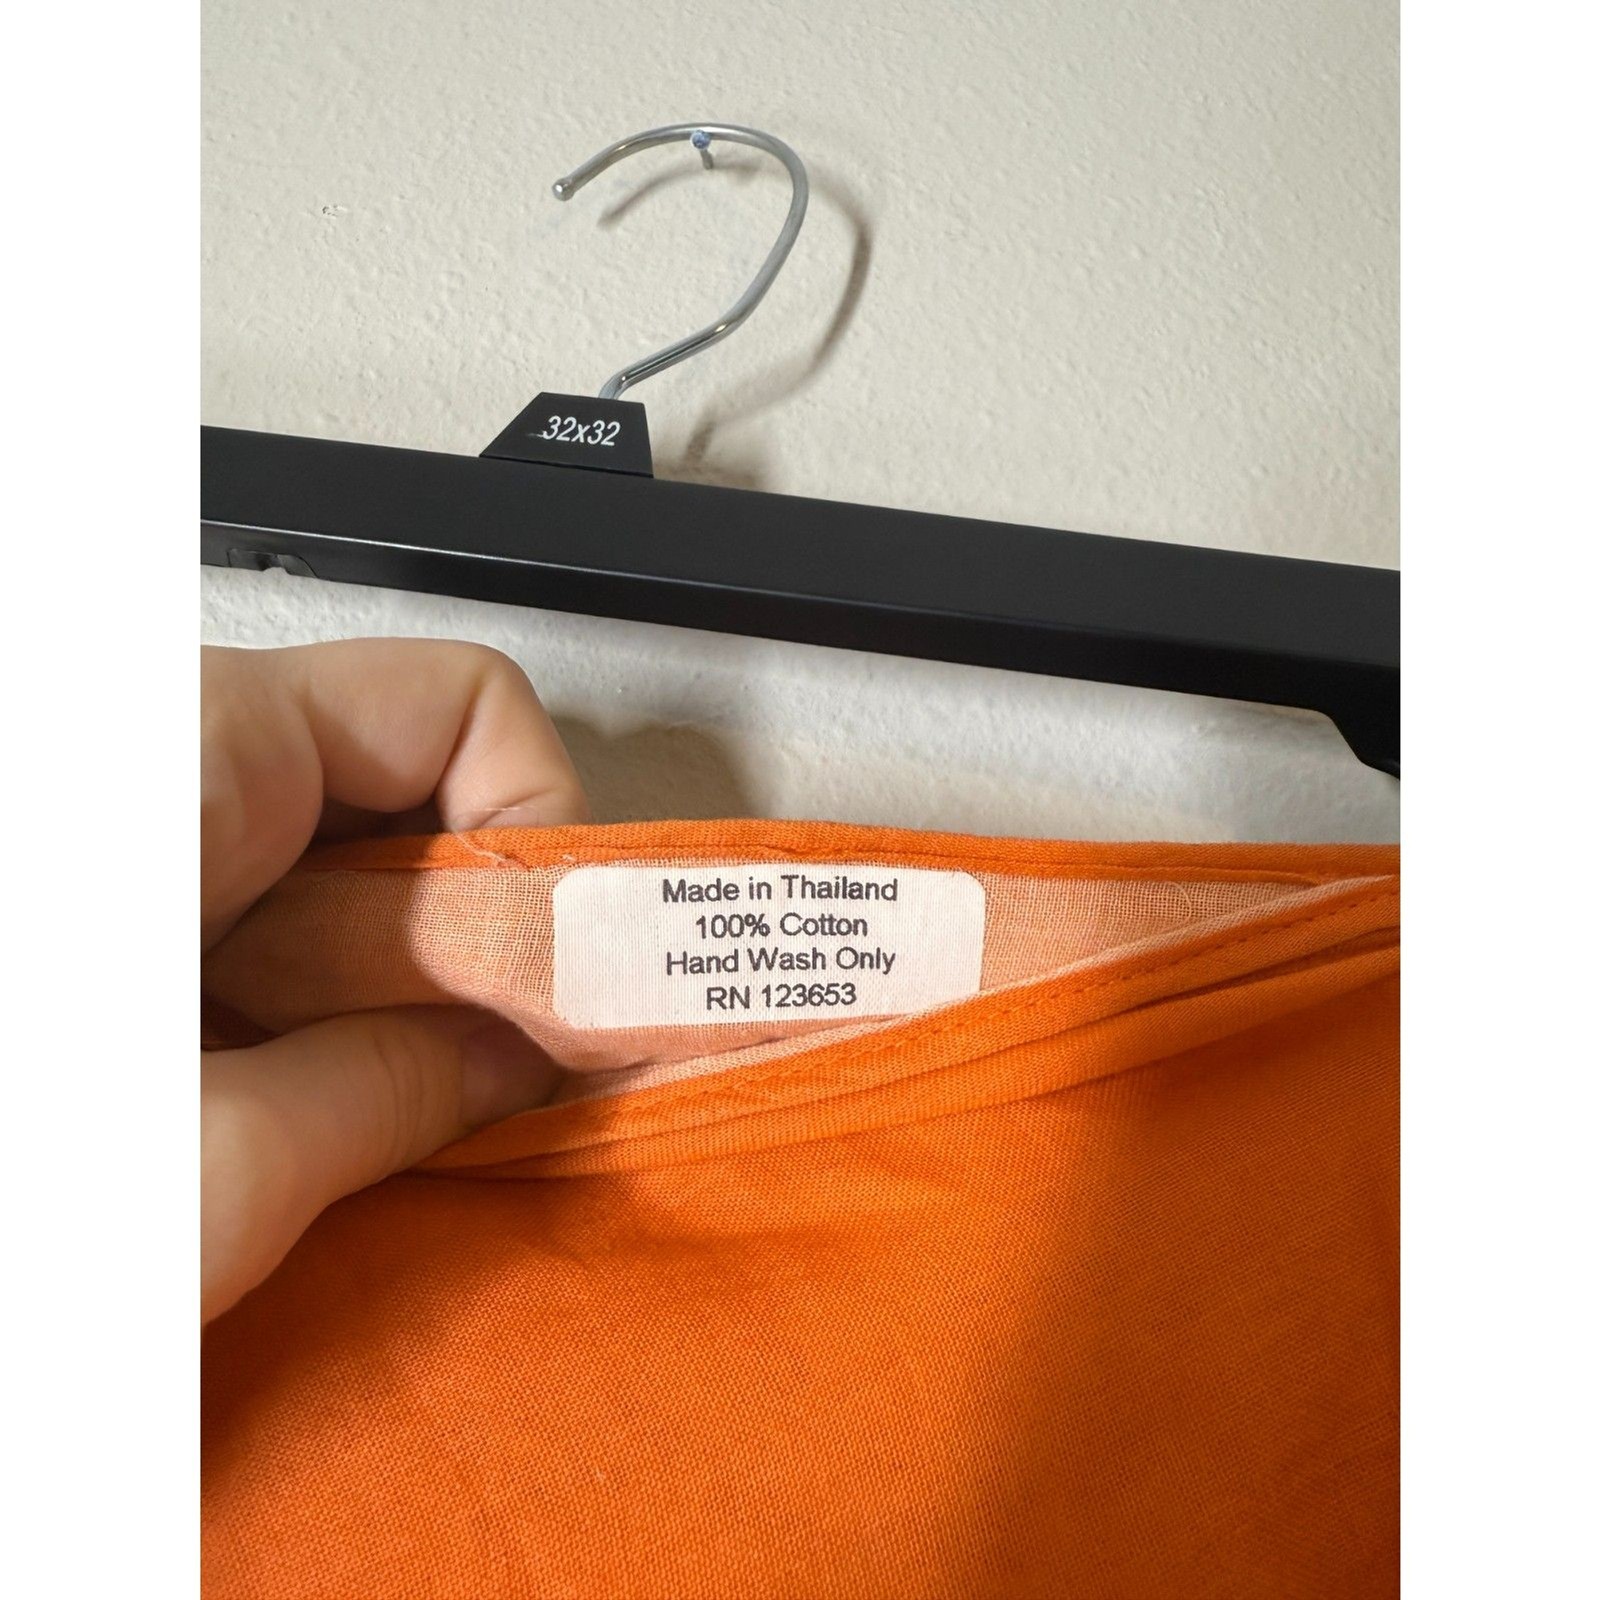 32x32
Made in Thailand
100% Cotton
Hand Wash Only
RN 123653